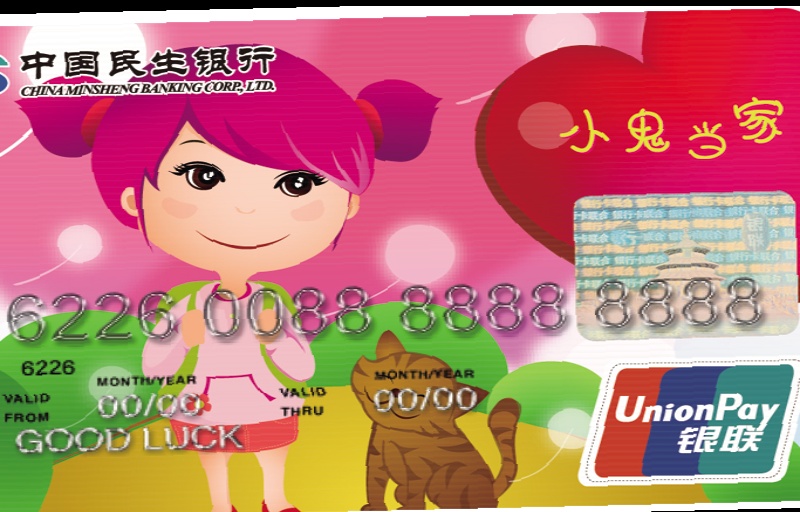 中国民生银行
CHINA MINSHENG BANKING CORP., LTD.
小鬼当家
6226 0088 8888 8888
6226
MONTH/YEAR
MONTH/YEAR
VALID FROM
00/00
VALID THRU
00/00
GOOD LUCK
UnionPay
银联